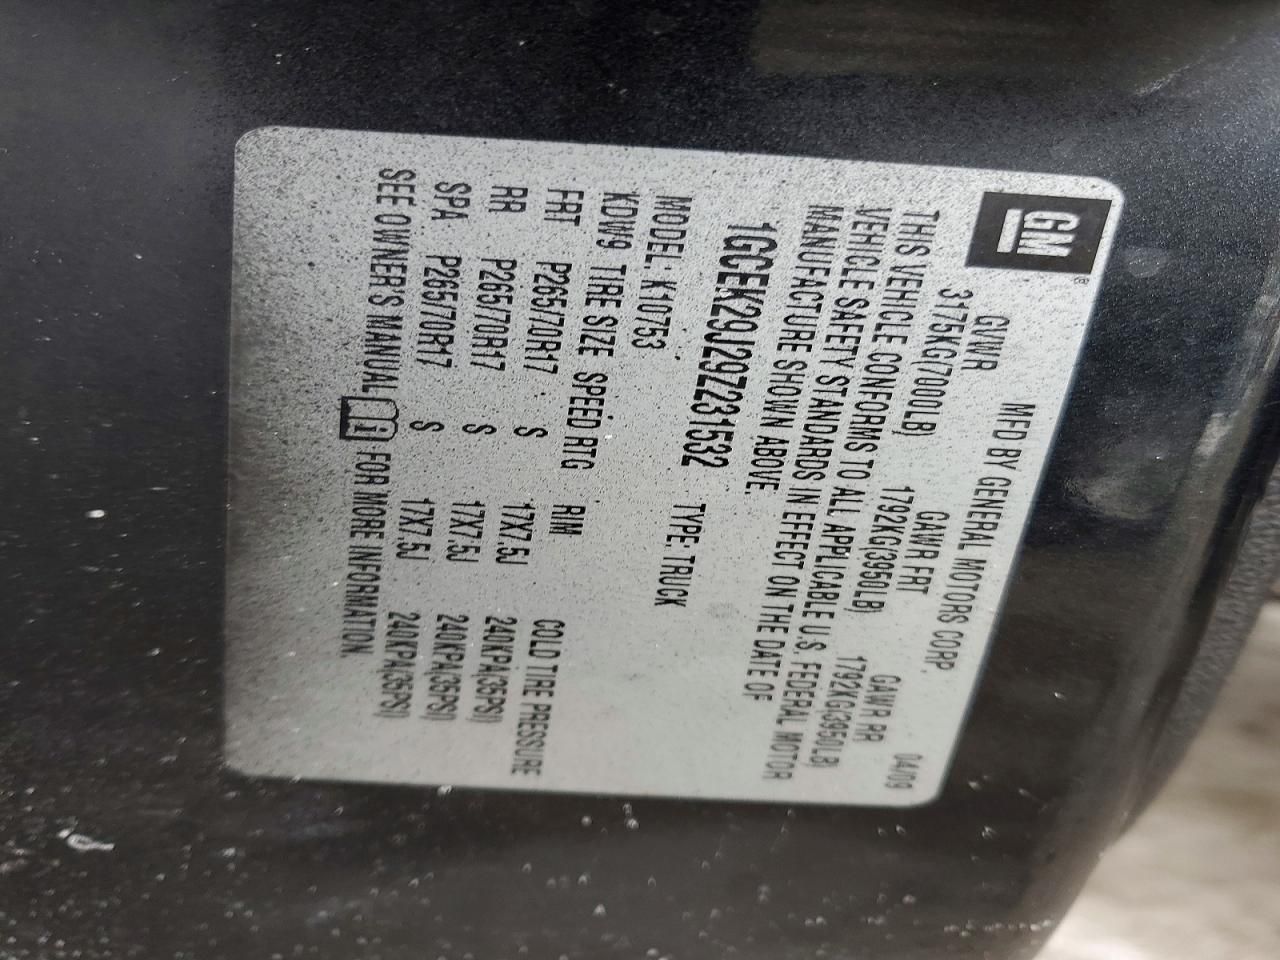 GM®
MFD BY GENERAL MOTORS CORP. 04/09
GVWR GAWR FRT GAWR RR
3175KG(7000LB) 1792KG(3950LB) 1792KG(3950LB)
THIS VEHICLE CONFORMS TO ALL APPLICABLE U.S. FEDERAL MOTOR
VEHICLE SAFETY STANDARDS IN EFFECT ON THE DATE OF
MANUFACTURE SHOWN ABOVE.
1GCEK29J29Z231532 TYPE: TRUCK
MODEL: K10753
KDW9 TIRE SIZE SPEED RTG RIM COLD TIRE PRESSURE
FRT P265/70R17 S 17X7.5J 240KPA(35PSI)
RR P265/70R17 S 17X7.5J 240KPA(35PSI)
SPA P265/70R17 S 17X7.5J 240KPA(35PSI)
SEE OWNER'S MANUAL i FOR MORE INFORMATION.